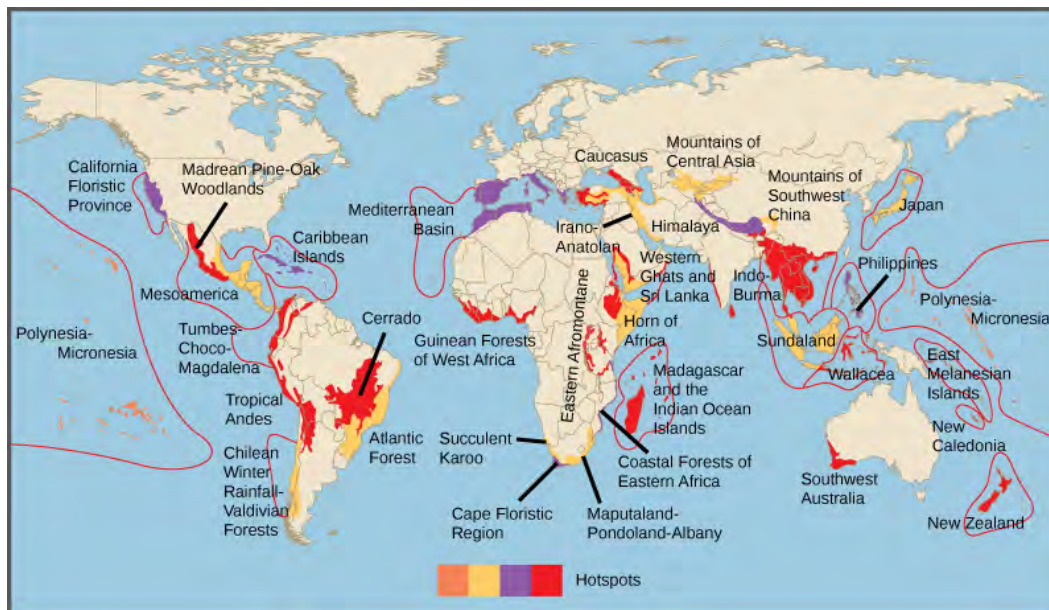 California
Floristic
Province
Madrean Pine-Oak
Woodlands
Caribbean
Islands
Mesoamerica
Polynesia-
Micronesia
Tumbes-
Choco-
Magdalena
Cerrado
Tropical
Andes
Chilean
Winter
Rainfall-
Valdivian
Forests
Atlantic
Forest
Mediterranean
Basin
Caucasus
Mountains of
Central Asia
Mountains of
Southwest
China
Japan
Irano-
Anatolian
Himalaya
Western
Ghats and
Sri Lanka
Indo-
Burma
Philippines
Polynesia-
Micronesia
Guinean Forests
of West Africa
Eastern Afromontane
Horn of
Africa
Sundaland
Wallacea
East
Melanesian
Islands
Madagascar
and the
Indian Ocean
Islands
New
Caledonia
Succulent
Karoo
Coastal Forests of
Eastern Africa
Southwest
Australia
Cape Floristic
Region
Maputaland-
Pondoland-Albany
New Zealand
Hotspots